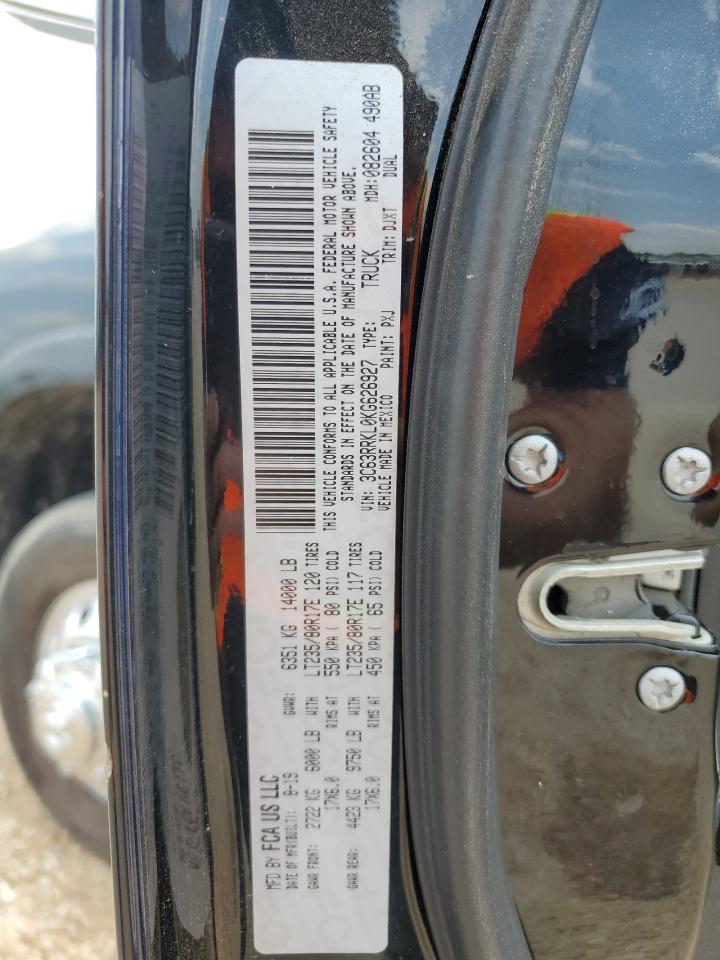 MFD BY FCA US LLC
DATE OF MFR(BUILT): 8-19 GVWR: 6351 KG 14000 LB
GAWR FRONT: 2722 KG 6000 LB WITH LT235/80R17E 120 TIRES
17X6.0 RIMS AT 550 KPA ( 80 PSI) COLD
GAWR REAR: 4423 KG 9750 LB WITH LT235/80R17E 117 TIRES
17X6.0 RIMS AT 450 KPA ( 65 PSI) COLD
THIS VEHICLE CONFORMS TO ALL APPLICABLE U.S.A. FEDERAL MOTOR VEHICLE SAFETY
STANDARDS IN EFFECT ON THE DATE OF MANUFACTURE SHOWN ABOVE.
VIN: 3C63RRKL0KG626927 TYPE: TRUCK MDH:082604 490AB
VEHICLE MADE IN MEXICO PAINT: PXJ TRIM: DJXT DUAL